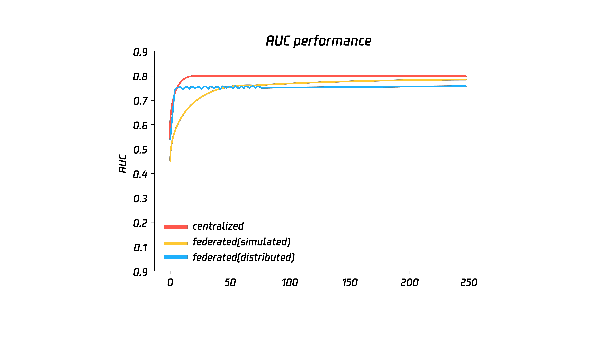 AUC performance
0.9
0.8
0.7
0.6
0.5
0.4
0.3
0.2
0.1
0.9
AUC
centralized
federated(simulated)
federated(distributed)
0 50 100 150 200 250